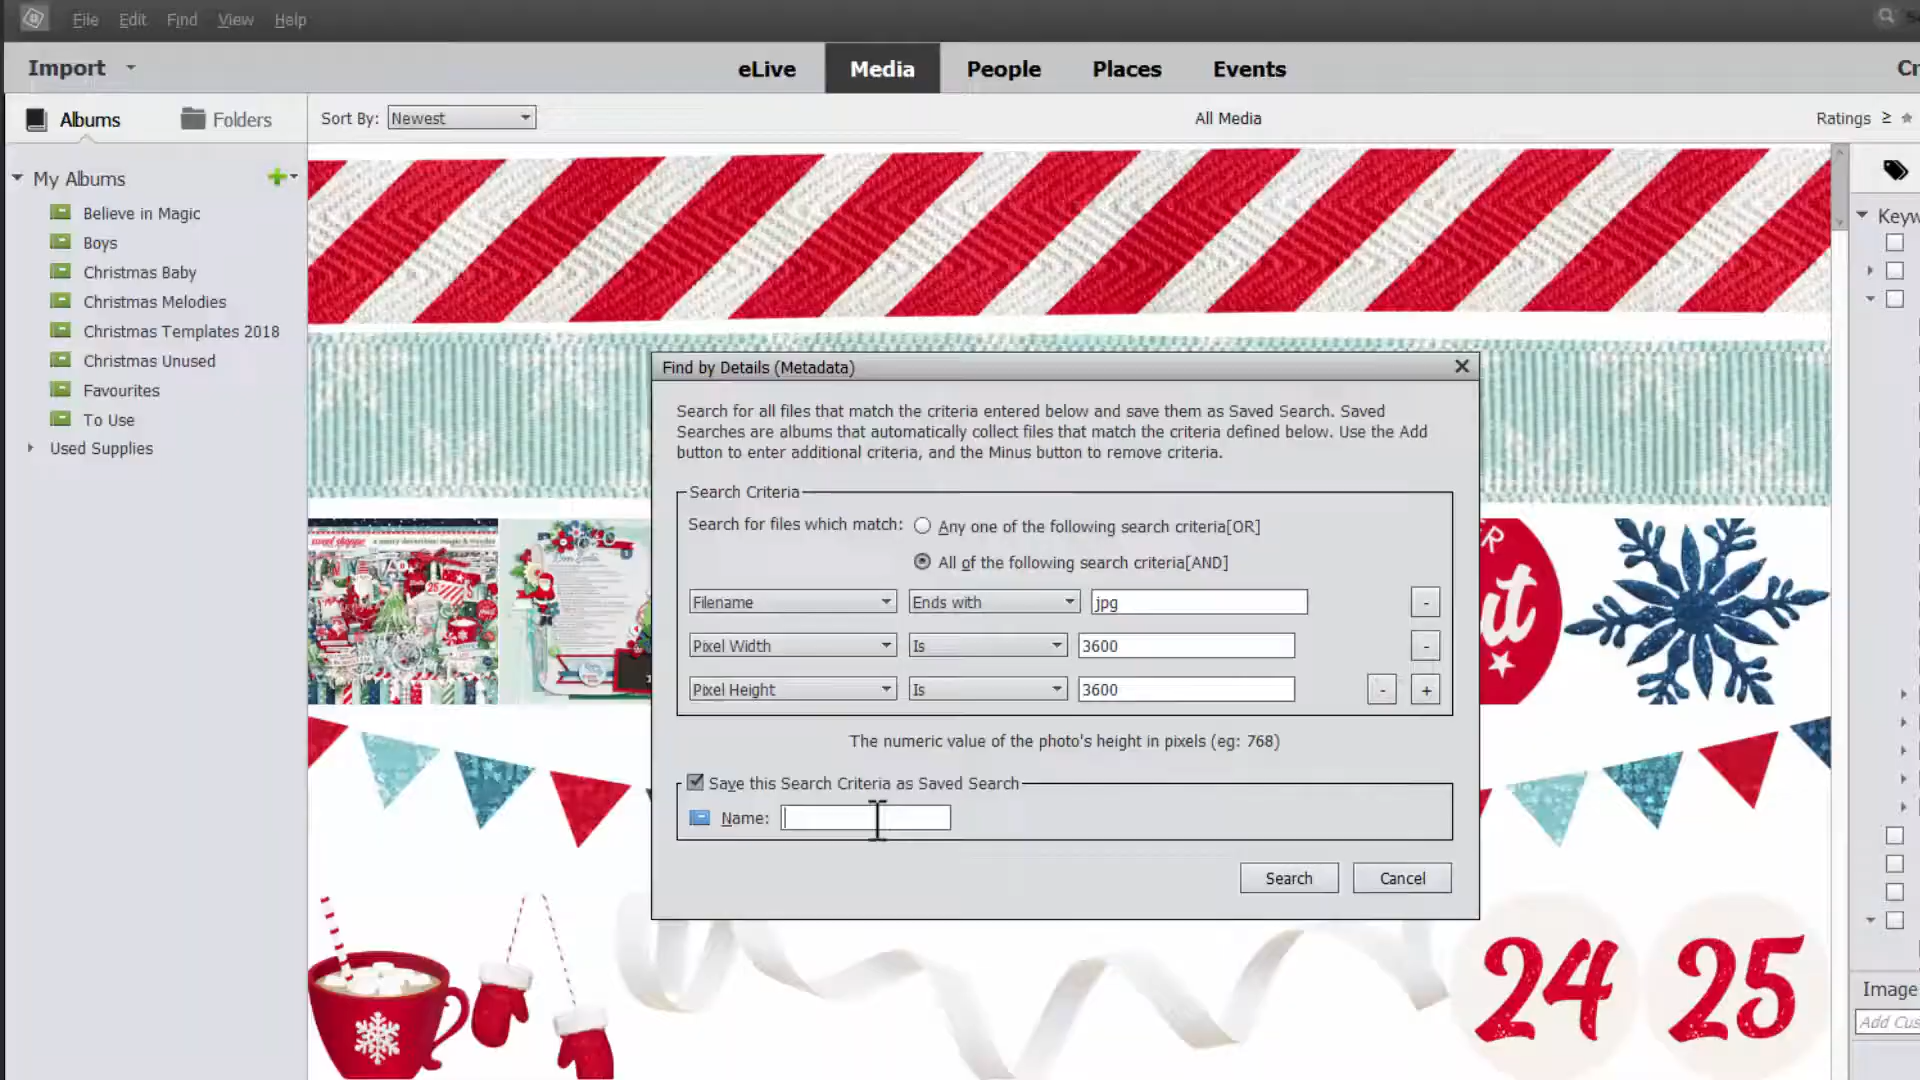 File Edit Find View Help
Import eLive Media People Places Events
Albums Folders Sort By: Newest All Media Ratings ≥
My Albums
Believe in Magic
Boys
Christmas Baby
Christmas Melodies
Christmas Templates 2018
Christmas Unused
Favourites
To Use
Used Supplies
Find by Details (Metadata)
Search for all files that match the criteria entered below and save them as Saved Search. Saved
Searches are albums that automatically collect files that match the criteria defined below. Use the Add
button to enter additional criteria, and the Minus button to remove criteria.
Search Criteria
Search for files which match: Any one of the following search criteria[OR]
All of the following search criteria[AND]
Filename Ends with jpg -
Pixel Width Is 3600 -
Pixel Height Is 3600 - +
The numeric value of the photo's height in pixels (eg: 768)
Save this Search Criteria as Saved Search
Name:
Search Cancel
24 25
Image
Add Cus